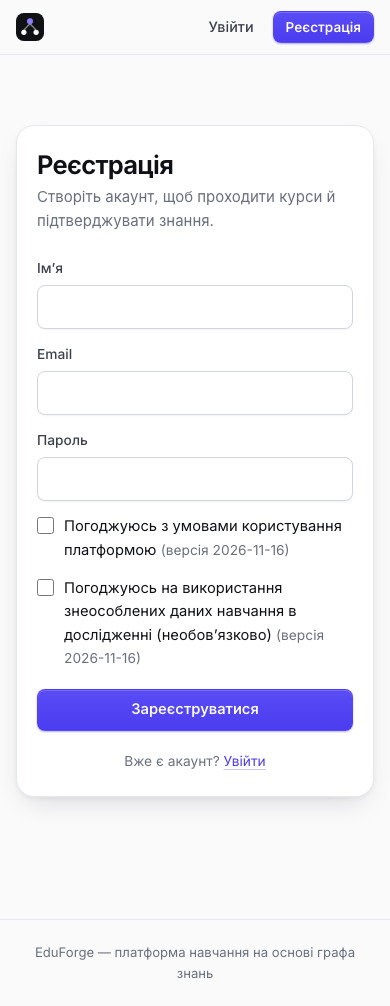 Увійти
Реєстрація
Реєстрація
Створіть акаунт, щоб проходити курси й
підтверджувати знання.
Ім’я
Email
Пароль
Погоджуюсь з умовами користування
платформою (версія 2026-11-16)
Погоджуюсь на використання
знеособлених даних навчання в
дослідженні (необов’язково) (версія
2026-11-16)
Зареєструватися
Вже є акаунт? Увійти
EduForge — платформа навчання на основі графа
знань